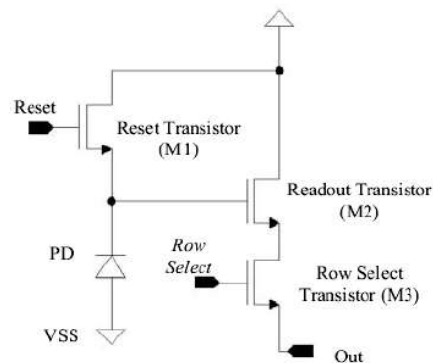 Reset
Reset Transistor
(M1)
Readout Transistor
(M2)
PD
Row
Select
Row Select
Transistor (M3)
VSS
Out